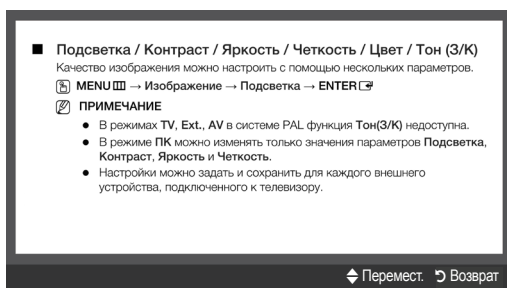 ■ Подсветка / Контраст / Яркость / Четкость / Цвет / Тон (З/К)
Качество изображения можно настроить с помощью нескольких параметров.
MENU → Изображение → Подсветка → ENTER
ПРИМЕЧАНИЕ
● В режимах TV, Ext., AV в системе PAL функция Тон(З/К) недоступна.
● В режиме ПК можно изменять только значения параметров Подсветка,
Контраст, Яркость и Четкость.
● Настройки можно задать и сохранить для каждого внешнего
устройства, подключенного к телевизору.
Перемест. Возврат